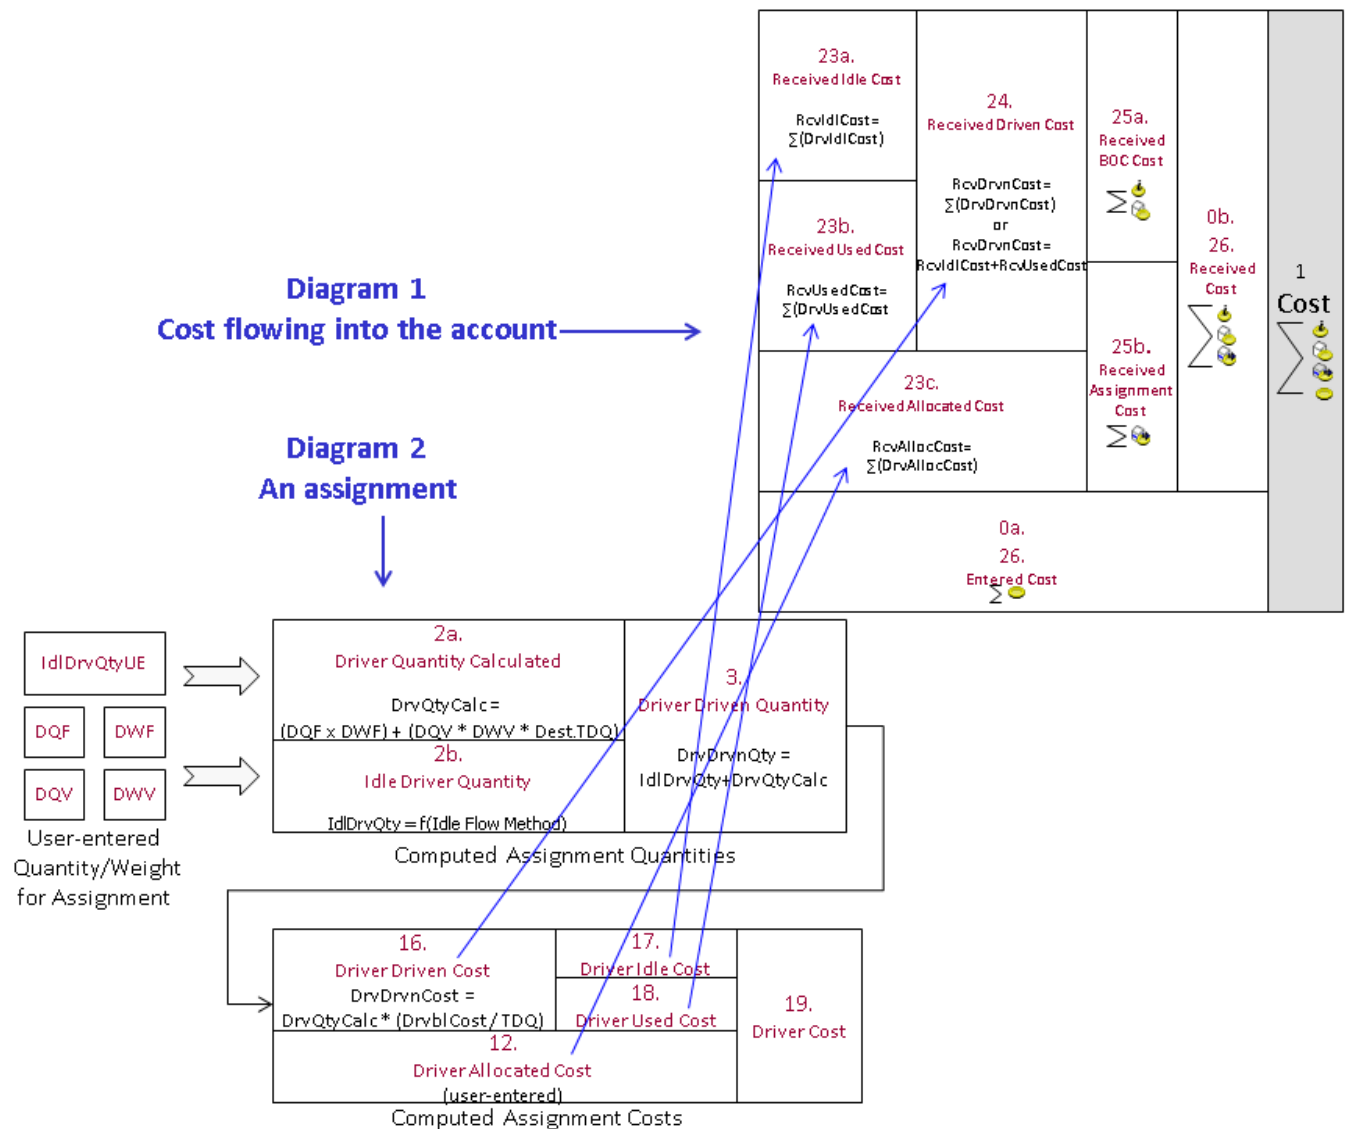 23a.
Received Idle Cost
RcvIdlCost=
∑(DrvIdlCost)
24.
Received Driven Cost
RcvDrvnCost=
∑(DrvDrvnCost)
or
RcvDrvnCost=
RcvIdlCost+RcvUsedCost
25a.
Received
BOC Cost
∑
23b.
Received Used Cost
RcvUsedCost=
∑(DrvUsedCost
0b.
26.
Received
Cost
∑
1
Cost
∑
Diagram 1
Cost flowing into the account
25b.
Received
Assignment
Cost
∑
23c.
Received Allocated Cost
RcvAllocCost=
∑(DrvAllocCost)
Diagram 2
An assignment
0a.
26.
Entered Cost
∑
IdlDrvQtyUE
DQF
DWF
DQV
DWV
User-entered
Quantity/Weight
for Assignment
2a.
Driver Quantity Calculated
DrvQtyCalc=
(DQF x DWF) + (DQV * DWV * Dest.TDQ)
2b.
Idle Driver Quantity
IdlDrvQty = f(Idle Flow Method)
3.
Driver Driven Quantity
DrvDrvnQty =
IdlDrvQty+DrvQtyCalc
Computed Assignment Quantities
16.
Driver Driven Cost
DrvDrvnCost =
DrvQtyCalc* (DrvblCost/ TDQ)
17.
Driver Idle Cost
18.
Driver Used Cost
19.
Driver Cost
12.
Driver Allocated Cost
(user-entered)
Computed Assignment Costs